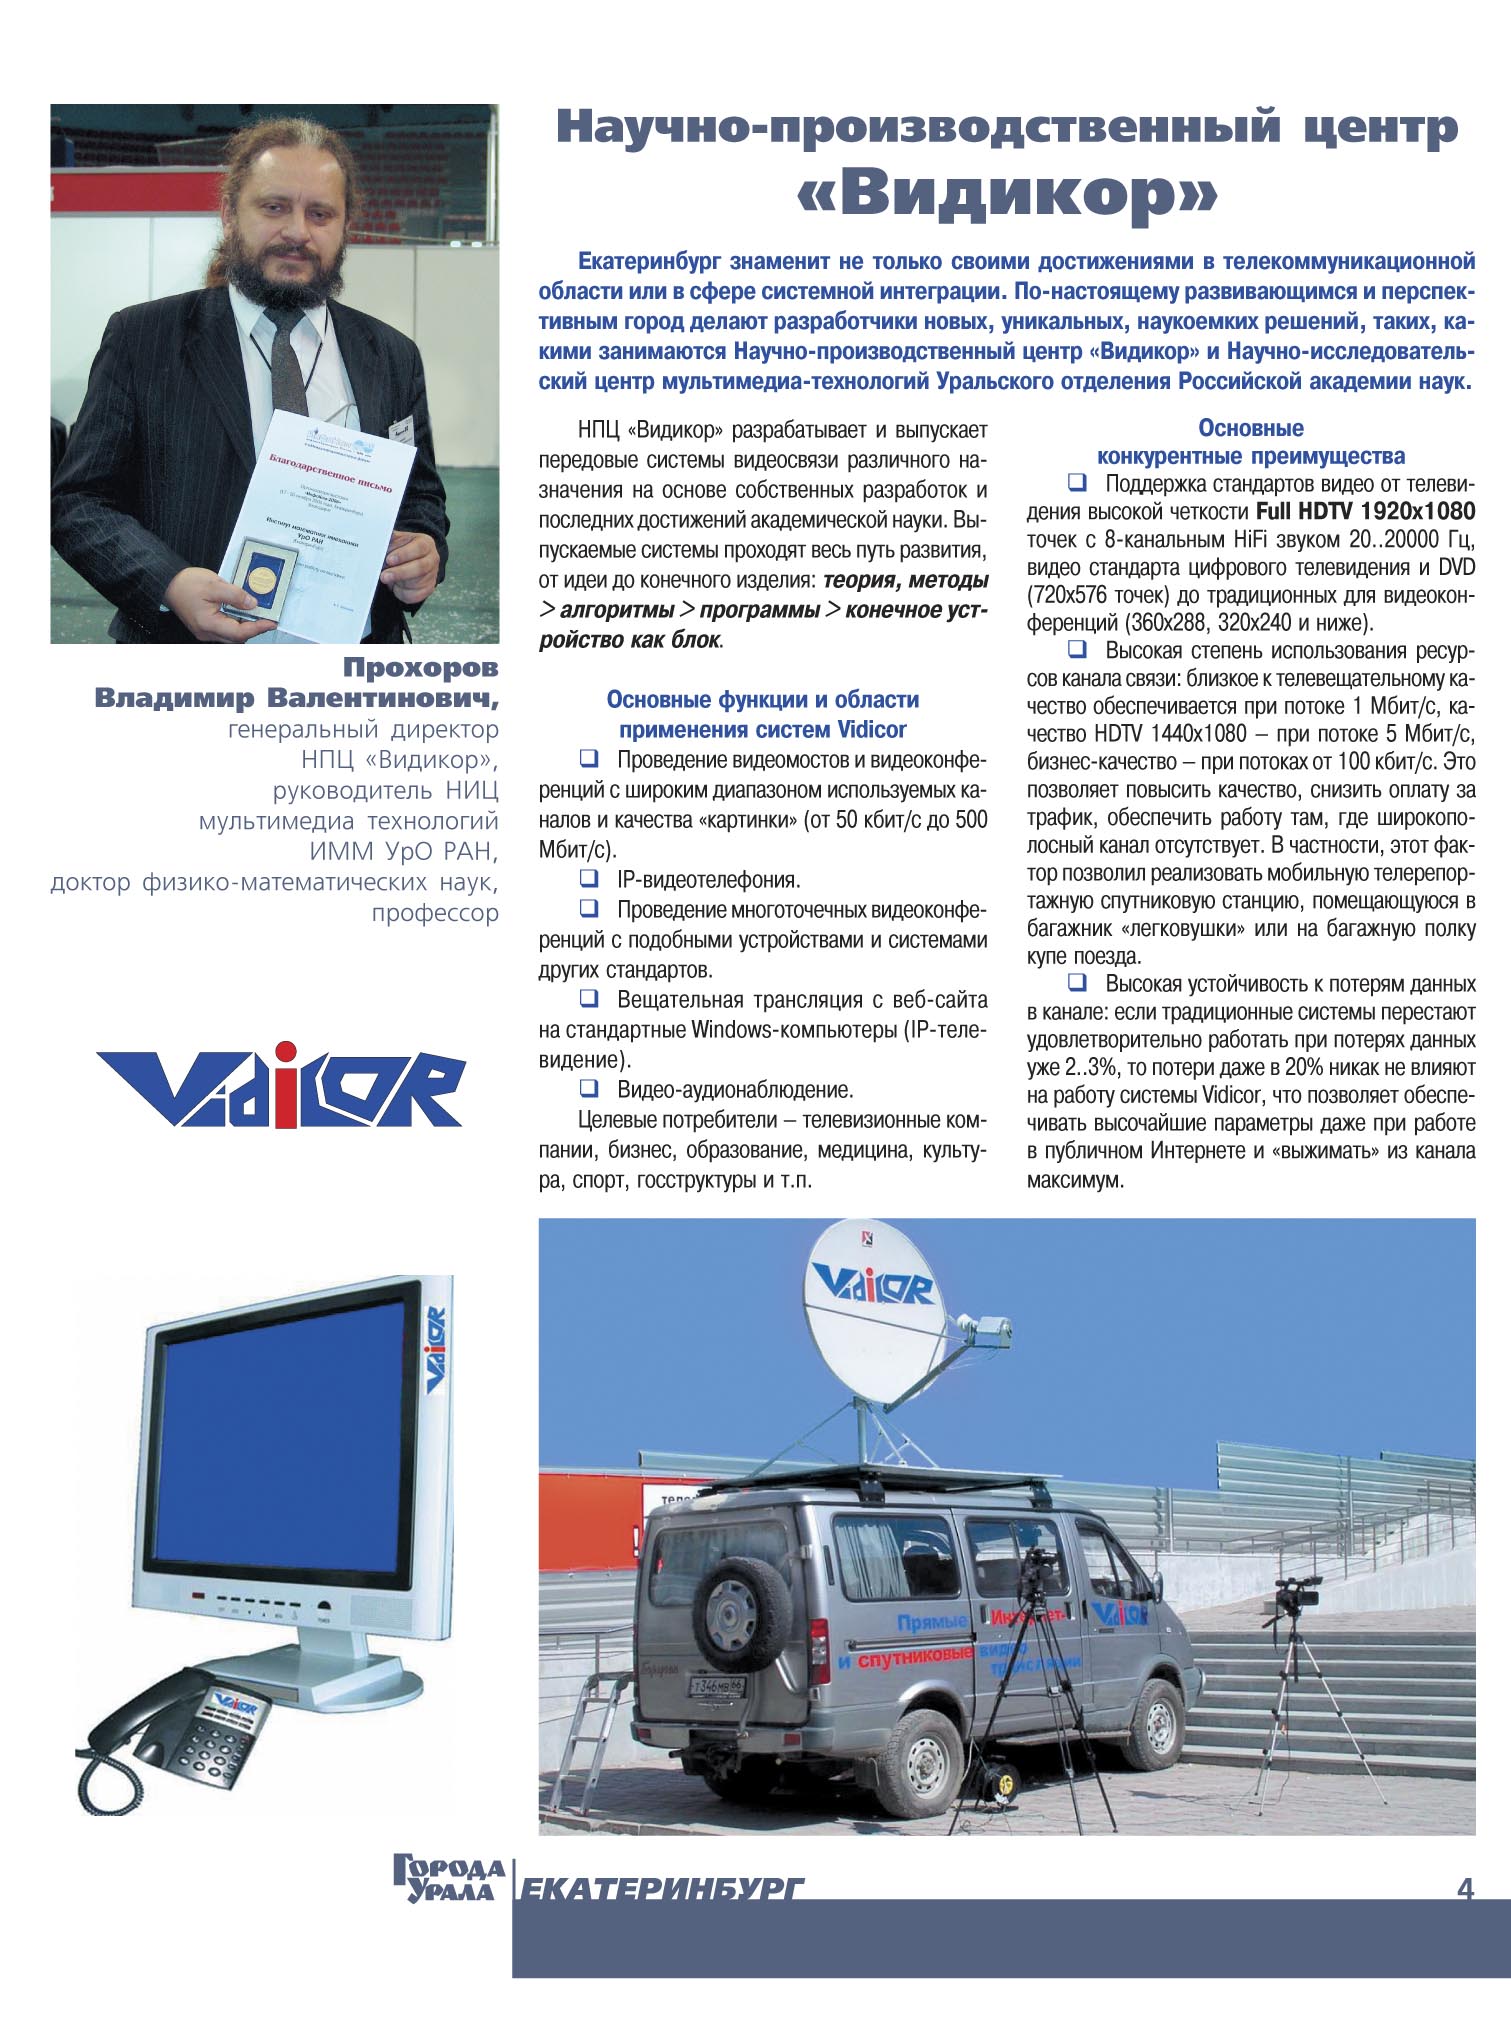 Научно-производственный центр
«Видикор»
Екатеринбург знаменит не только своими достижениями в телекоммуникационной
области или в сфере системной интеграции. По-настоящему развивающимся и перспек-
тивным город делают разработчики новых, уникальных, наукоемких решений, таких, ка-
кими занимаются Научно-производственный центр «Видикор» и Научно-исследователь-
ский центр мультимедиа-технологий Уральского отделения Российской академии наук.
Благодарственное письмо
Институт математики и механики
УрО РАН
Прохоров
Владимир Валентинович,
генеральный директор
НПЦ «Видикор»,
руководитель НИЦ
мультимедиа технологий
ИММ УрО РАН,
доктор физико-математических наук,
профессор
VidiCOR
НПЦ «Видикор» разрабатывает и выпускает
передовые системы видеосвязи различного на-
значения на основе собственных разработок и
последних достижений академической науки. Вы-
пускаемые системы проходят весь путь развития,
от идеи до конечного изделия: теория, методы
> алгоритмы > программы > конечное уст-
ройство как блок.
Основные функции и области
применения систем Vidicor
❑ Проведение видеомостов и видеоконфе-
ренций с широким диапазоном используемых ка-
налов и качества «картинки» (от 50 кбит/с до 500
Мбит/с).
❑ IP-видеотелефония.
❑ Проведение многоточечных видеоконфе-
ренций с подобными устройствами и системами
других стандартов.
❑ Вещательная трансляция с веб-сайта
на стандартные Windows-компьютеры (IP-теле-
видение).
❑ Видео-аудионаблюдение.
Целевые потребители – телевизионные ком-
пании, бизнес, образование, медицина, культу-
ра, спорт, госструктуры и т.п.
Основные
конкурентные преимущества
❑ Поддержка стандартов видео от телеви-
дения высокой четкости Full HDTV 1920x1080
точек с 8-канальным HiFi звуком 20..20000 Гц,
видео стандарта цифрового телевидения и DVD
(720x576 точек) до традиционных для видеокон-
ференций (360x288, 320x240 и ниже).
❑ Высокая степень использования ресур-
сов канала связи: близкое к телевещательному ка-
чество обеспечивается при потоке 1 Мбит/с, ка-
чество HDTV 1440x1080 – при потоке 5 Мбит/с,
бизнес-качество – при потоках от 100 кбит/с. Это
позволяет повысить качество, снизить оплату за
трафик, обеспечить работу там, где широкопо-
лосный канал отсутствует. В частности, этот фак-
тор позволил реализовать мобильную телерепор-
тажную спутниковую станцию, помещающуюся в
багажник «легковушки» или на багажную полку
купе поезда.
❑ Высокая устойчивость к потерям данных
в канале: если традиционные системы перестают
удовлетворительно работать при потерях данных
уже 2..3%, то потери даже в 20% никак не влияют
на работу системы Vidicor, что позволяет обеспе-
чивать высочайшие параметры даже при работе
в публичном Интернете и «выжимать» из канала
максимум.
VidiCOR
VidiCOR
VidiCOR
теле
Прямые Интернет-
и спутниковые видео
трансляции
VidiCOR
Т346МВ 66
Города
Урала
ЕКАТЕРИНБУРГ
4